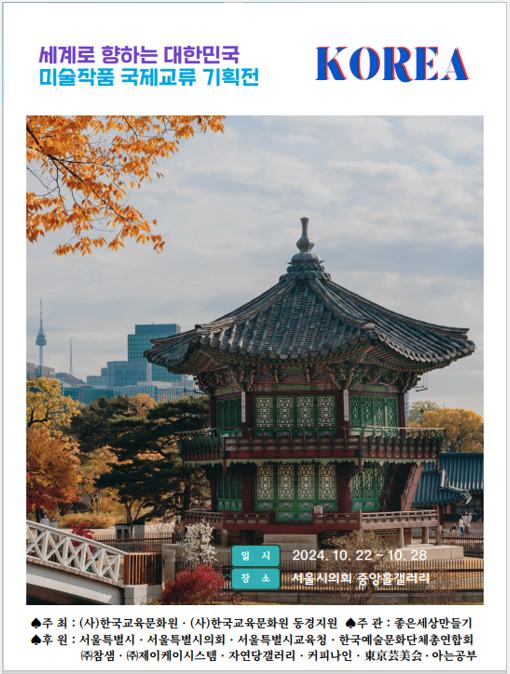 세계로 향하는 대한민국
미술작품 국제교류 기획전
KOREA
일 시 2024. 10. 22 ~ 10. 28
장 소 서울시의회 중앙홀갤러리
♠주 최 : (사)한국교육문화원 · (사)한국교육문화원 동경지원 ♠주 관 : 좋은세상만들기
♠후 원 : 서울특별시 · 서울특별시의회 · 서울특별시교육청 · 한국예술문화단체총연합회
㈜참샘 · ㈜제이케이시스템 · 자연당갤러리 · 커피나인 · 東京芸美会 · 아는공부